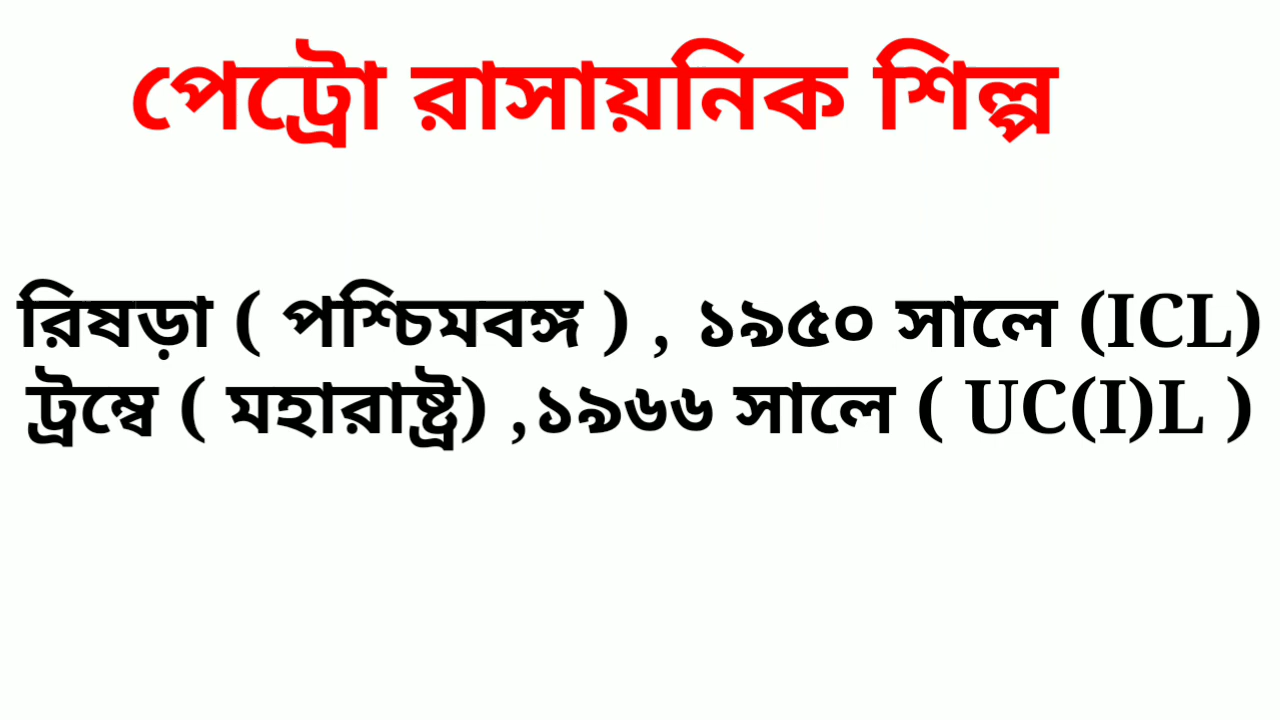 পেট্রো রাসায়নিক শিল্প
রিষড়া ( পশ্চিমবঙ্গ ) , ১৯৫০ সালে (ICL)
ট্রম্বে ( মহারাষ্ট্র) ,১৯৬৬ সালে ( UC(I)L )